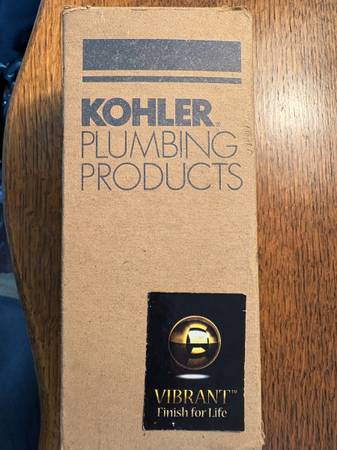 KOHLER®
PLUMBING
PRODUCTS
VIBRANT™
Finish for Life